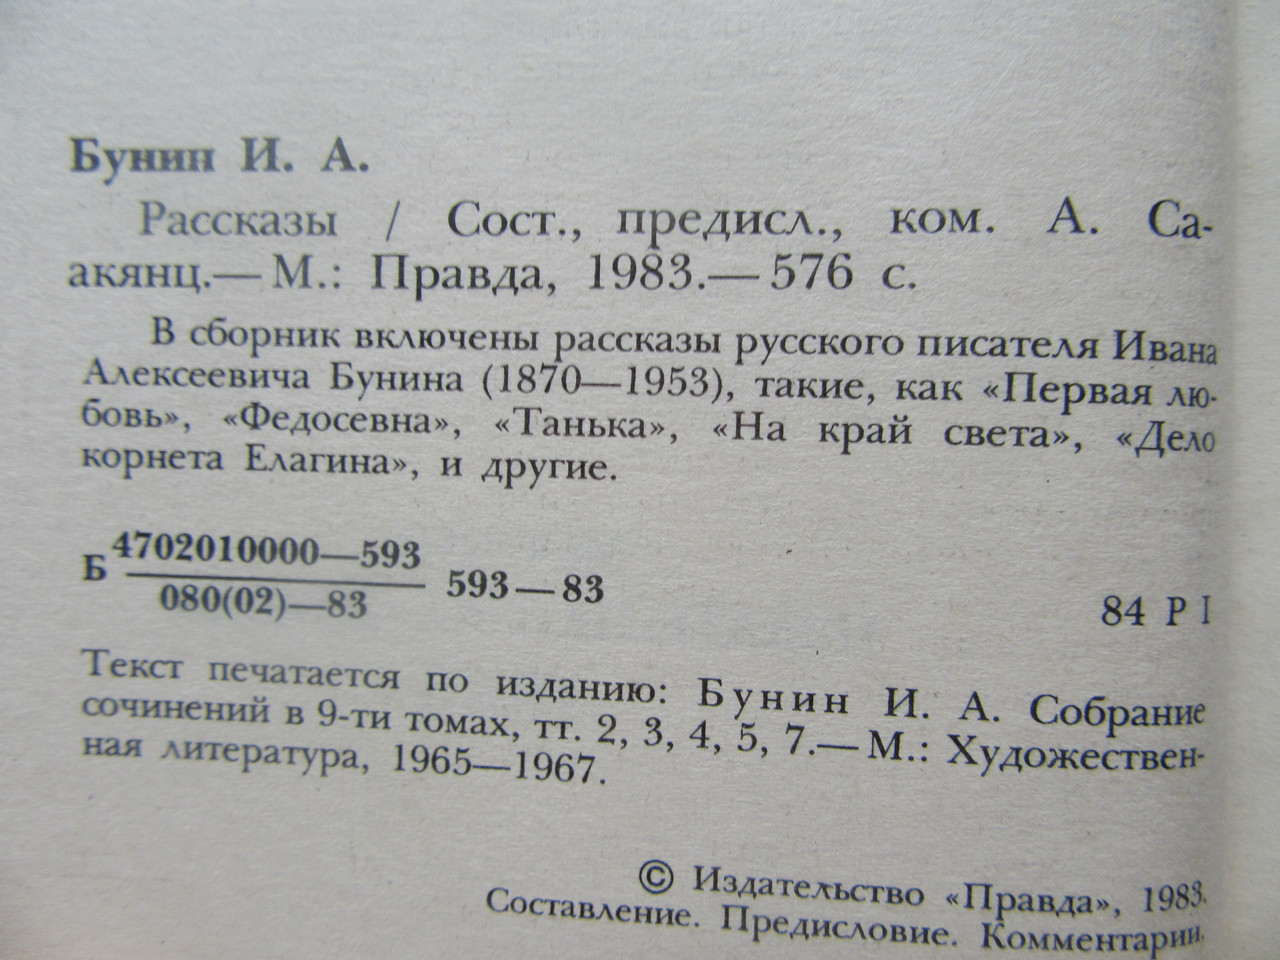 Бунин И. А.
Рассказы / Сост., предисл., ком. А. Са-
акянц.— М.: Правда, 1983.— 576 с.
В сборник включены рассказы русского писателя Ивана
Алексеевича Бунина (1870—1953), такие, как «Первая лю-
бовь», «Федосевна», «Танька», «На край света», «Дело
корнета Елагина», и другие.
Б 4702010000—593
080(02)—83
593—83
84 Р I
Текст печатается по изданию: Бунин И. А. Собрание
сочинений в 9-ти томах, тт. 2, 3, 4, 5, 7.— М.: Художествен-
ная литература, 1965—1967.
© Издательство «Правда», 1983.
Составление. Предисловие. Комментарии.